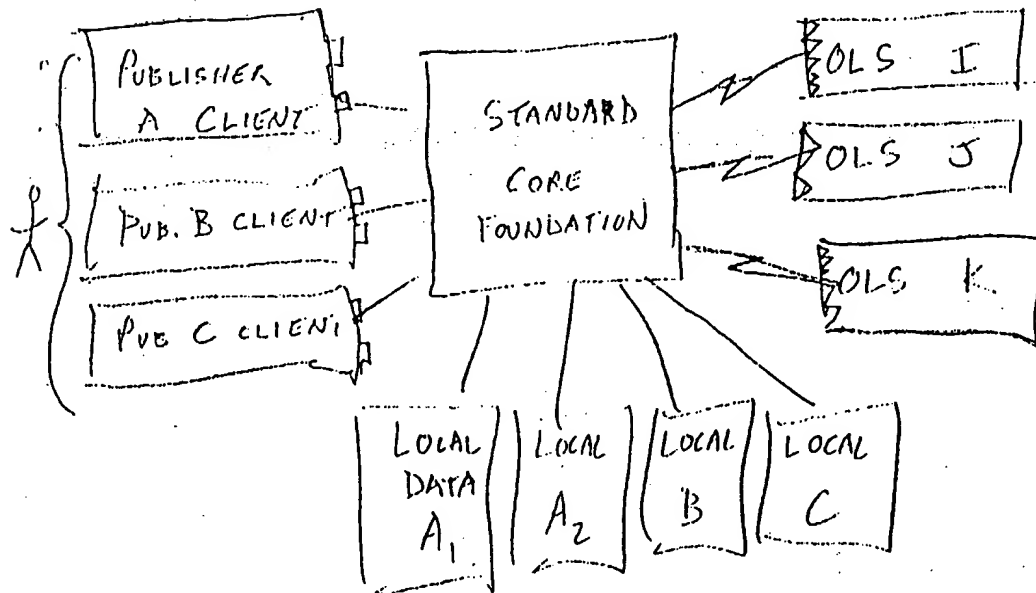 PUBLISHER
A CLIENT
PUB. B CLIENT
PUB C CLIENT
STANDARD
CORE
FOUNDATION
OLS I
OLS J
OLS K
LOCAL
DATA
A₁
LOCAL
A₂
LOCAL
B
LOCAL
C